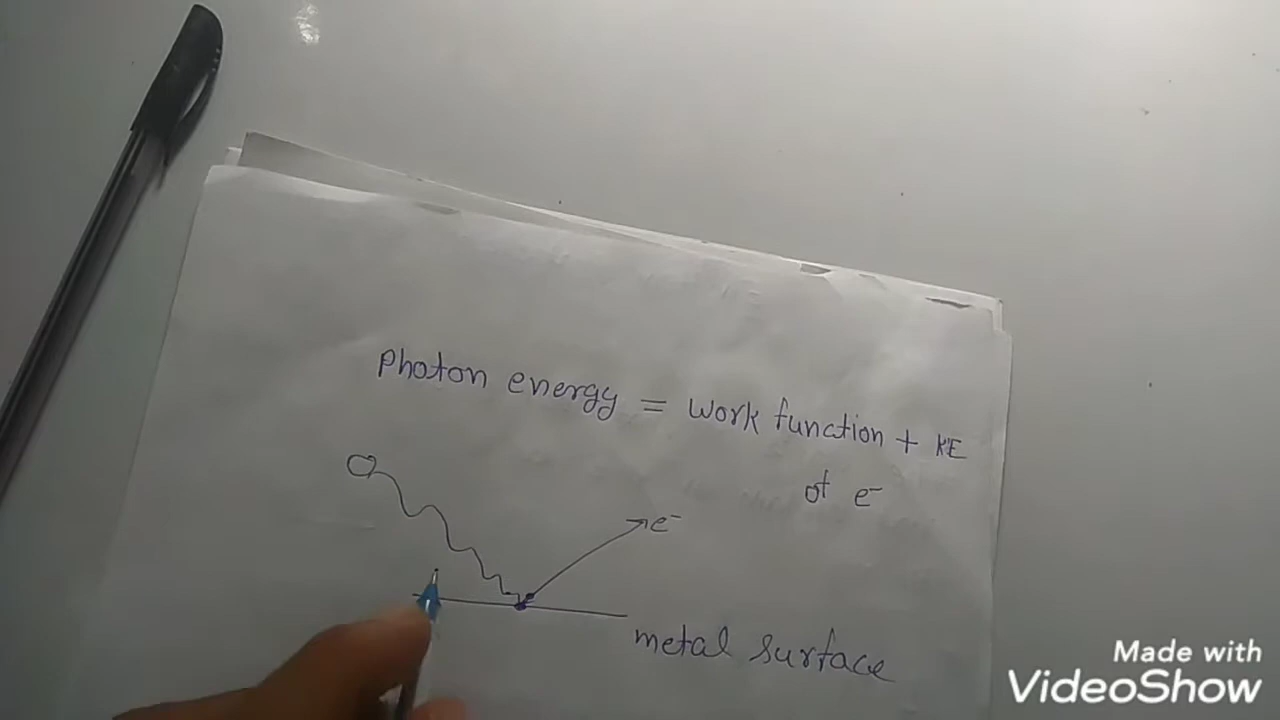 Photon energy = Work function + KE
of e⁻
e⁻
metal surface
Made with
VideoShow